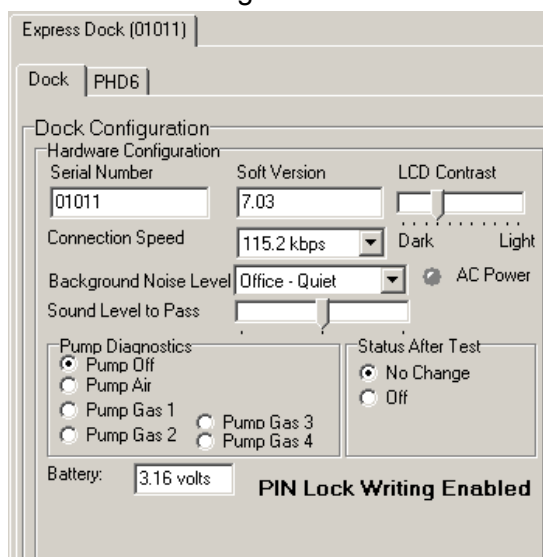 Express Dock (01011)
Dock PHD6
Dock Configuration
Hardware Configuration
Serial Number Soft Version LCD Contrast
01011 7.03
Connection Speed 115.2 kbps Dark Light
Background Noise Level Office - Quiet AC Power
Sound Level to Pass
Pump Diagnostics Status After Test
Pump Off No Change
Pump Air Off
Pump Gas 1 Pump Gas 3
Pump Gas 2 Pump Gas 4
Battery: 3.16 volts PIN Lock Writing Enabled